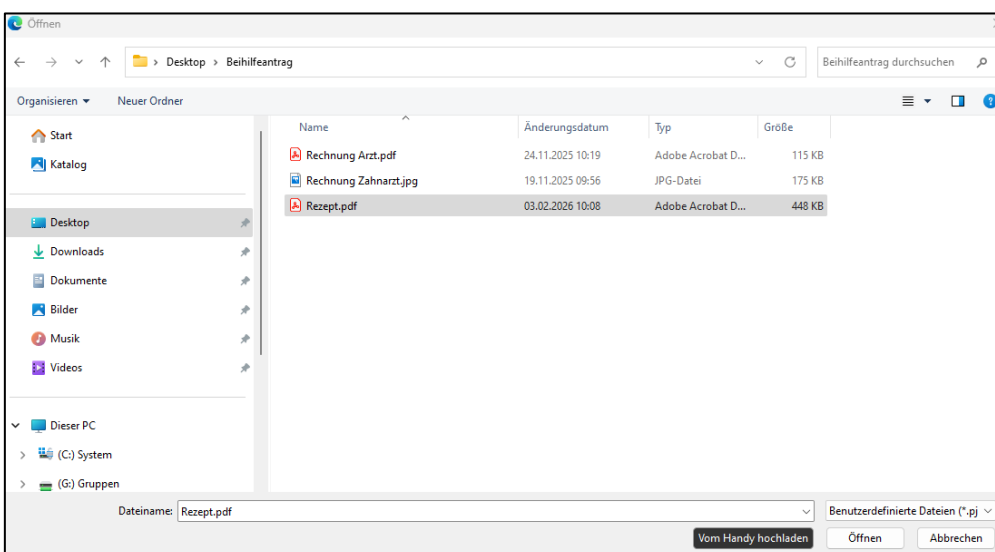 Öffnen
Desktop > Beihilfeantrag
Beihilfeantrag durchsuchen
Organisieren
Neuer Ordner
Start
Katalog
Desktop
Downloads
Dokumente
Bilder
Musik
Videos
Dieser PC
(C:) System
(G:) Gruppen
Name Änderungsdatum Typ Größe
Rechnung Arzt.pdf 24.11.2025 10:19 Adobe Acrobat D... 115 KB
Rechnung Zahnarzt.jpg 19.11.2025 09:56 JPG-Datei 175 KB
Rezept.pdf 03.02.2026 10:08 Adobe Acrobat D... 448 KB
Dateiname: Rezept.pdf
Benutzerdefinierte Dateien (*.pj
Vom Handy hochladen
Öffnen
Abbrechen